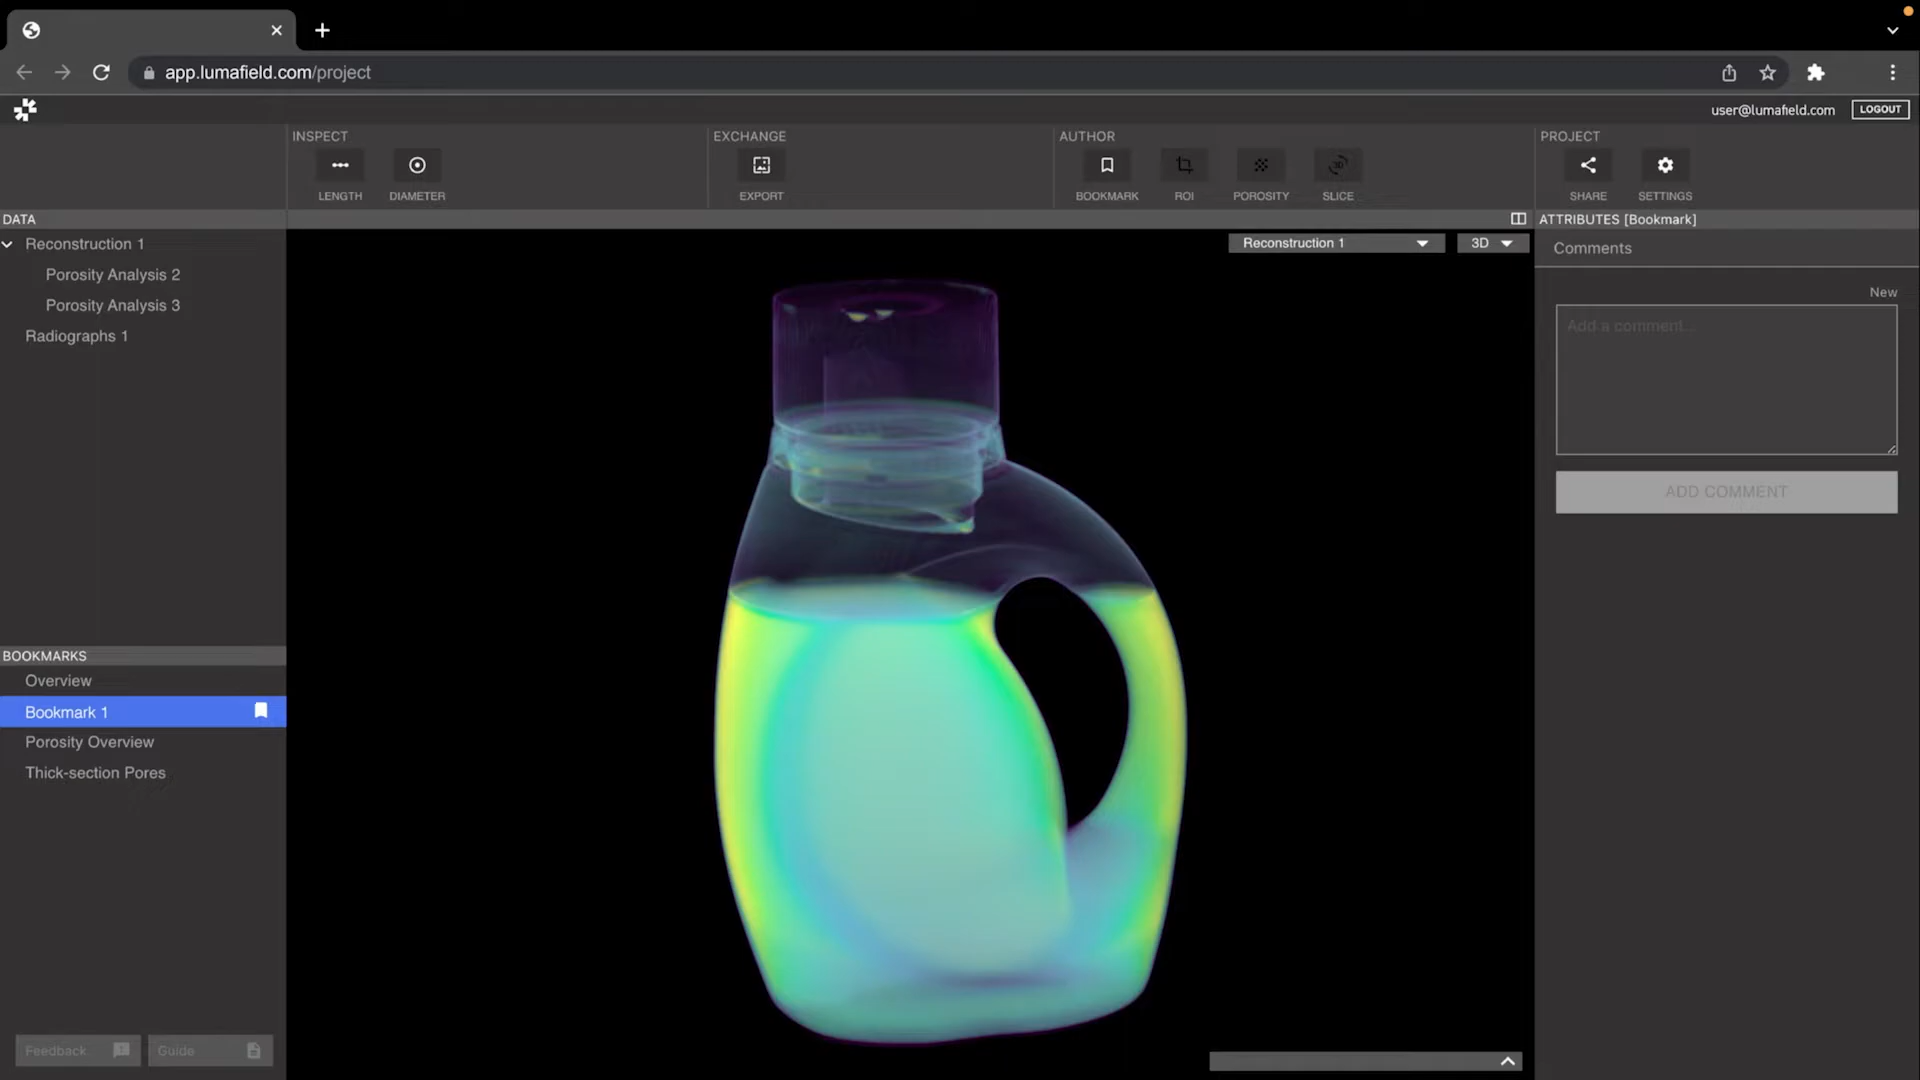 app.lumafield.com/project
user@lumafield.com
LOGOUT
INSPECT
LENGTH
DIAMETER
EXCHANGE
EXPORT
AUTHOR
BOOKMARK
ROI
POROSITY
3D
SLICE
PROJECT
SHARE
SETTINGS
DATA
Reconstruction 1
Porosity Analysis 2
Porosity Analysis 3
Radiographs 1
BOOKMARKS
Overview
Bookmark 1
Porosity Overview
Thick-section Pores
Feedback
Guide
Reconstruction 1
3D
ATTRIBUTES [Bookmark]
Comments
New
Add a comment...
ADD COMMENT